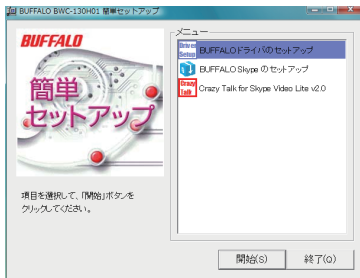 BUFFALO BWC-130H01 簡単セットアップ
BUFFALO
簡単
セットアップ
項目を選択して、「開始」ボタンを
クリックしてください。
メニュー
Driver
Setup
BUFFALOドライバのセットアップ
BUFFALO Skype のセットアップ
Crazy
Talk
Crazy Talk for Skype Video Lite v2.0
開始(S)
終了(Q)